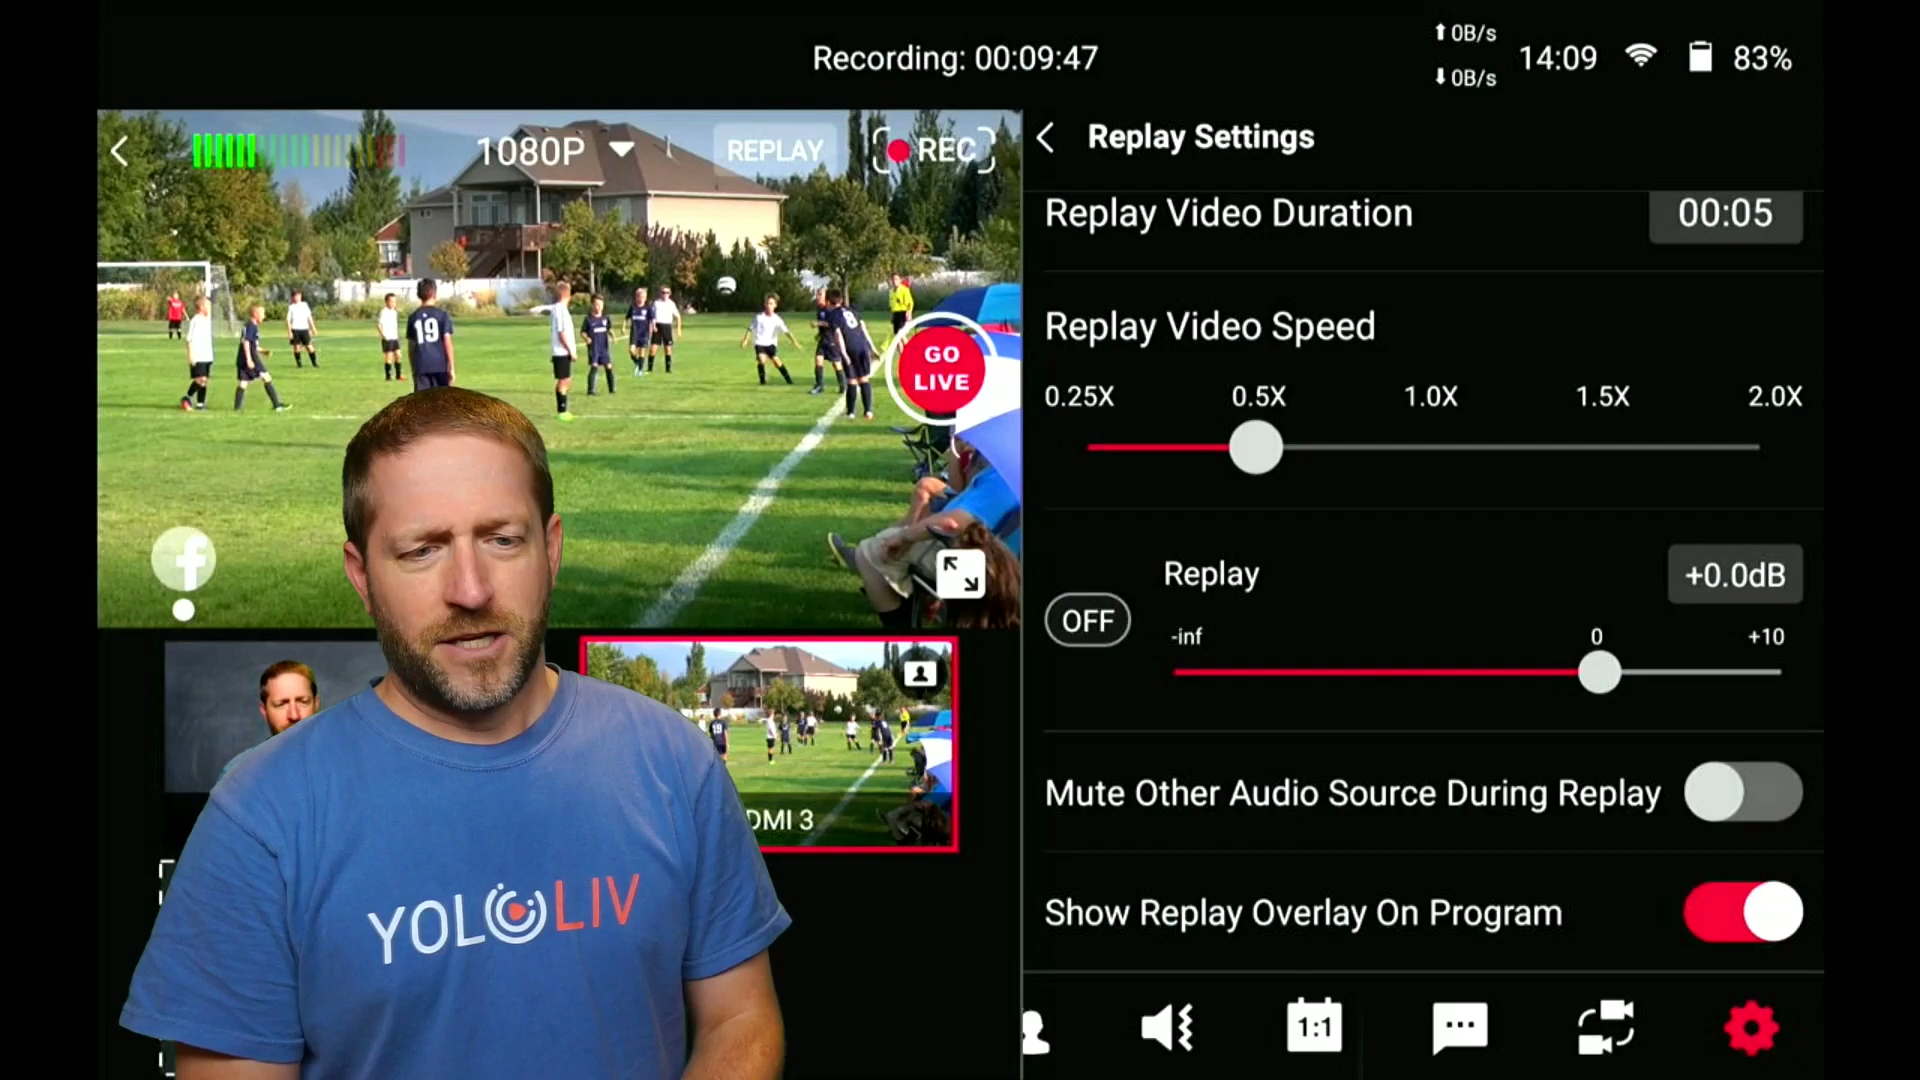 Recording: 00:09:47
0B/s
0B/s
14:09
83%
1080P
REPLAY
REC
GO
LIVE
19
8
19
DMI 3
YOLOLIV
Replay Settings
Replay Video Duration
00:05
Replay Video Speed
0.25X
0.5X
1.0X
1.5X
2.0X
OFF
Replay
+0.0dB
-inf
0
+10
Mute Other Audio Source During Replay
Show Replay Overlay On Program
1:1